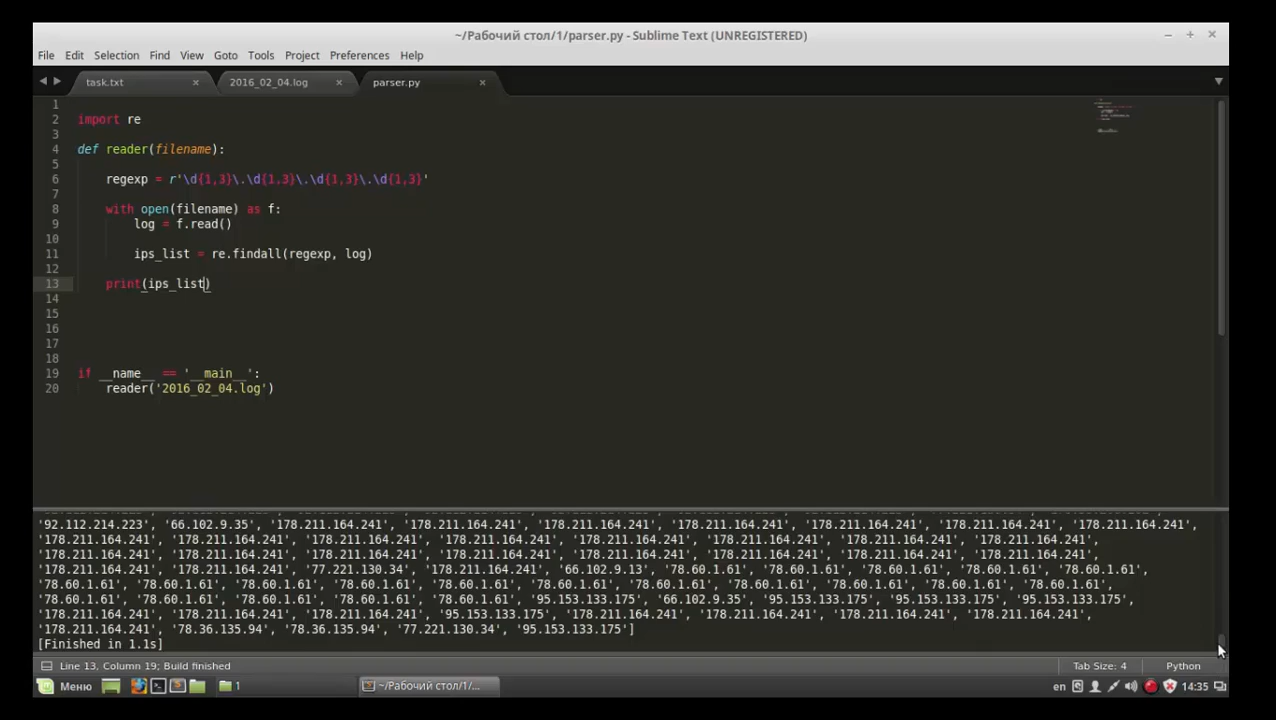 ~/Рабочий стол/1/parser.py - Sublime Text (UNREGISTERED)
File Edit Selection Find View Goto Tools Project Preferences Help
task.txt 2016_02_04.log parser.py
1
2 import re
3
4 def reader(filename):
5
6 regexp = r'\d{1,3}\.\d{1,3}\.\d{1,3}\.\d{1,3}'
7
8 with open(filename) as f:
9 log = f.read()
10
11 ips_list = re.findall(regexp, log)
12
13 print(ips_list)
14
15
16
17
18
19 if __name__ == '__main__':
20 reader('2016_02_04.log')
'92.112.214.223', '66.102.9.35', '178.211.164.241', '178.211.164.241', '178.211.164.241', '178.211.164.241', '178.211.164.241', '178.211.164.241', '178.211.164.241',
'178.211.164.241', '178.211.164.241', '178.211.164.241', '178.211.164.241', '178.211.164.241', '178.211.164.241', '178.211.164.241', '178.211.164.241',
'178.211.164.241', '178.211.164.241', '178.211.164.241', '178.211.164.241', '178.211.164.241', '178.211.164.241', '178.211.164.241', '178.211.164.241',
'178.211.164.241', '178.211.164.241', '77.221.130.34', '178.211.164.241', '66.102.9.13', '78.60.1.61', '78.60.1.61', '78.60.1.61', '78.60.1.61', '78.60.1.61',
'78.60.1.61', '78.60.1.61', '78.60.1.61', '78.60.1.61', '78.60.1.61', '78.60.1.61', '78.60.1.61', '78.60.1.61', '78.60.1.61', '78.60.1.61', '78.60.1.61',
'78.60.1.61', '78.60.1.61', '78.60.1.61', '78.60.1.61', '78.60.1.61', '95.153.133.175', '66.102.9.35', '95.153.133.175', '95.153.133.175', '95.153.133.175',
'178.211.164.241', '178.211.164.241', '178.211.164.241', '95.153.133.175', '178.211.164.241', '178.211.164.241', '178.211.164.241', '178.211.164.241',
'178.211.164.241', '78.36.135.94', '78.36.135.94', '77.221.130.34', '95.153.133.175']
[Finished in 1.1s]
Line 13, Column 19; Build finished Tab Size: 4 Python
Меню 1 ~/Рабочий стол/1/... en 14:35